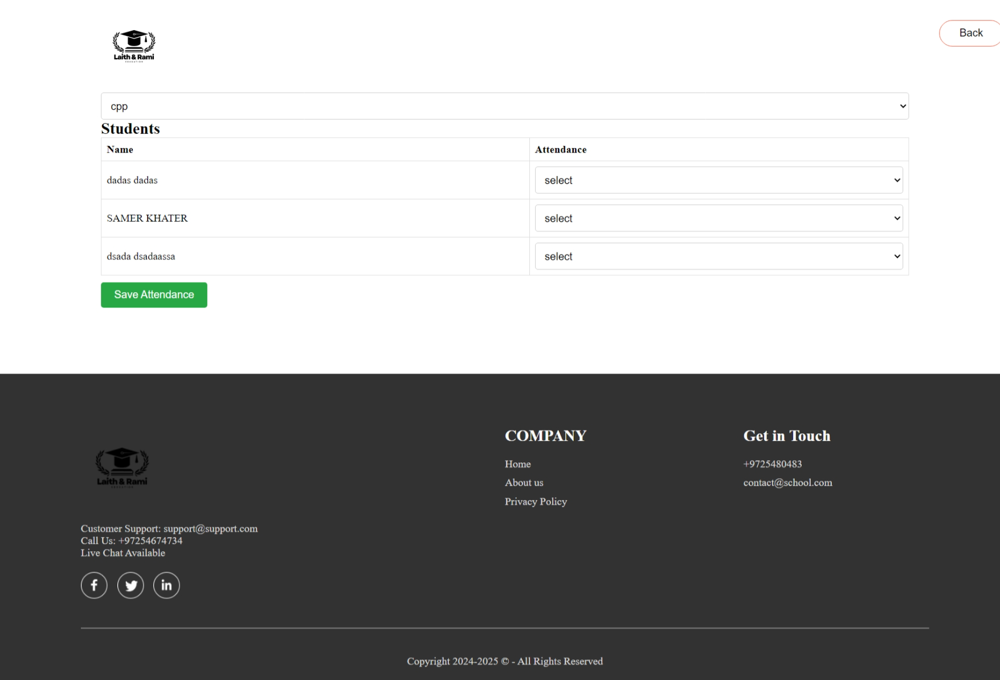 Laith & Rami
EDUCATION
Back
cpp
Students
Name Attendance
dadas dadas select
SAMER KHATER select
dsada dsadaassa select
Save Attendance
Laith & Rami
EDUCATION
Customer Support: support@support.com
Call Us: +97254674734
Live Chat Available
COMPANY
Home
About us
Privacy Policy
Get in Touch
+9725480483
contact@school.com
Copyright 2024-2025 © - All Rights Reserved